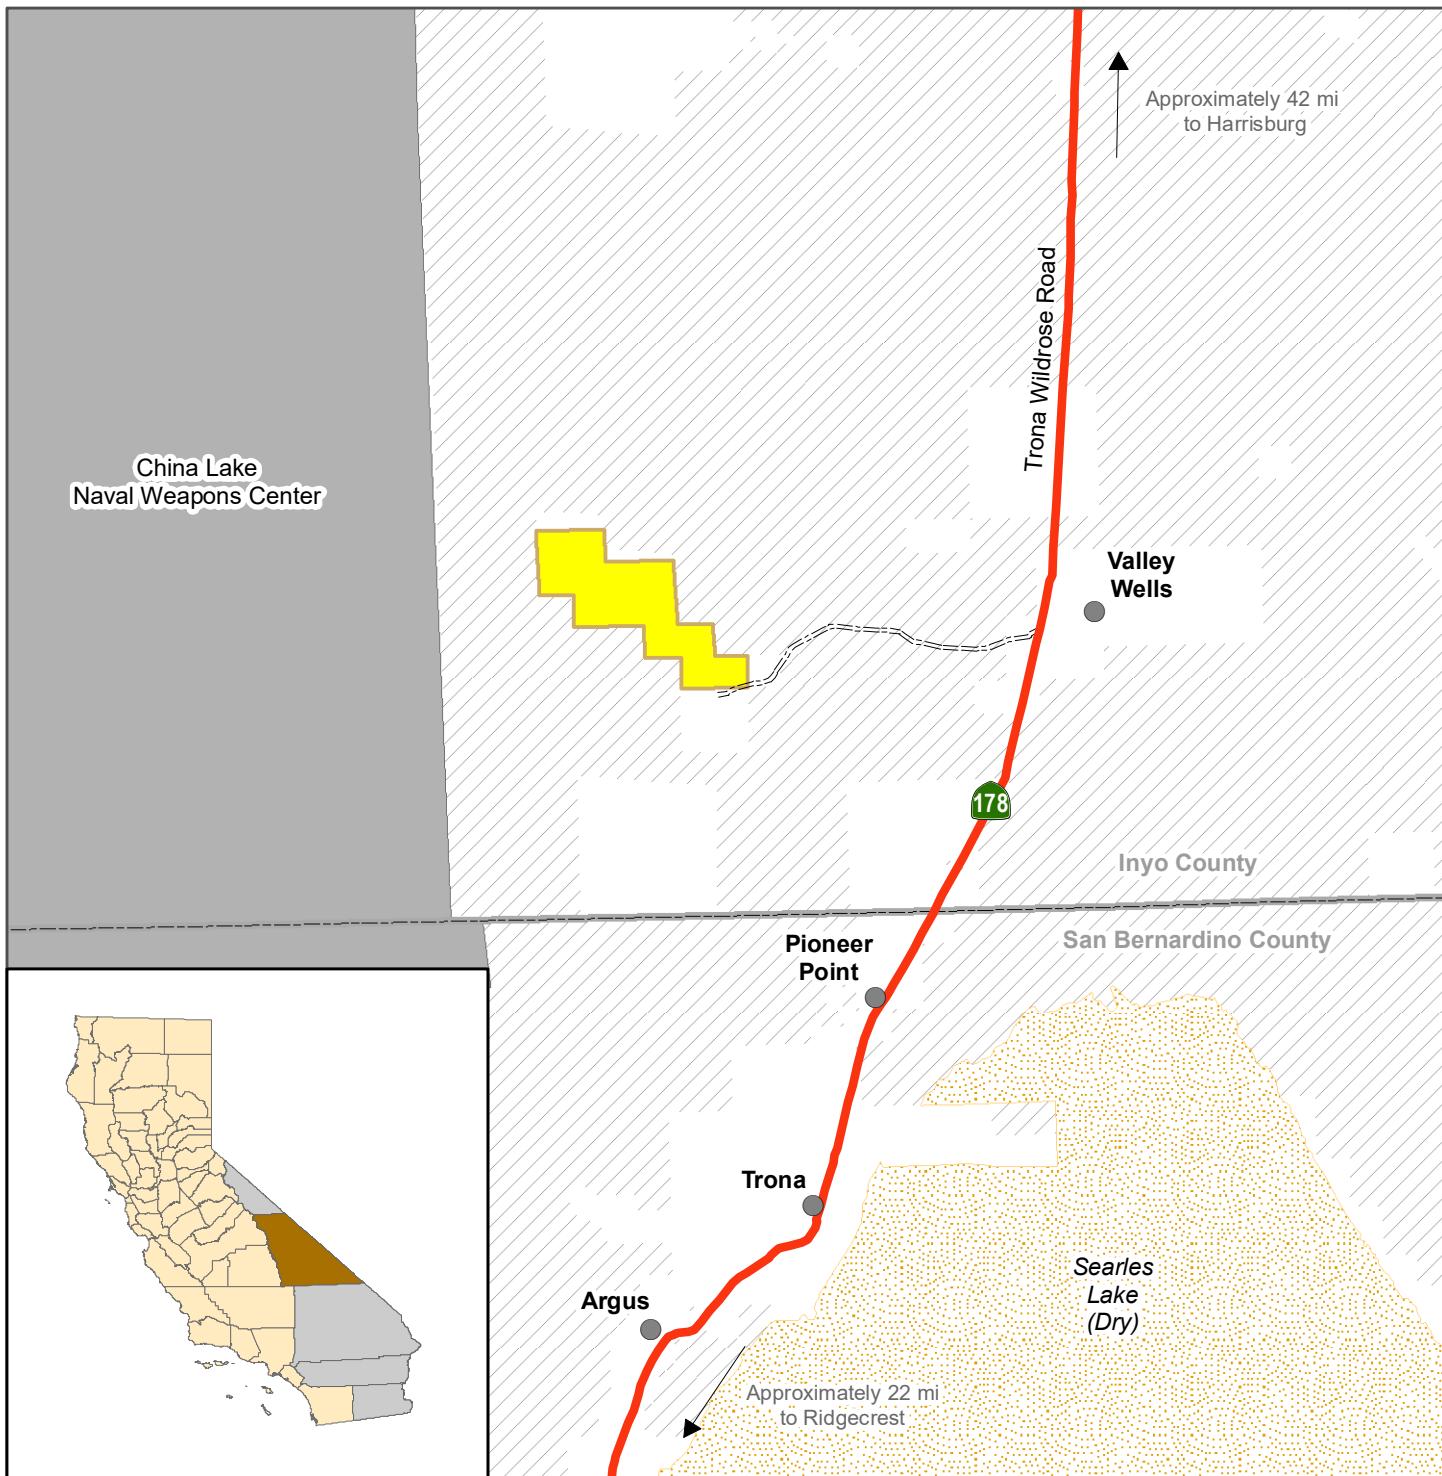 Approximately 42 mi
to Harrisburg
Trona Wildrose Road
China Lake
Naval Weapons Center
Valley
Wells
178
Inyo County
San Bernardino County
Pioneer
Point
Trona
Searles
Lake
(Dry)
Argus
Approximately 22 mi
to Ridgecrest